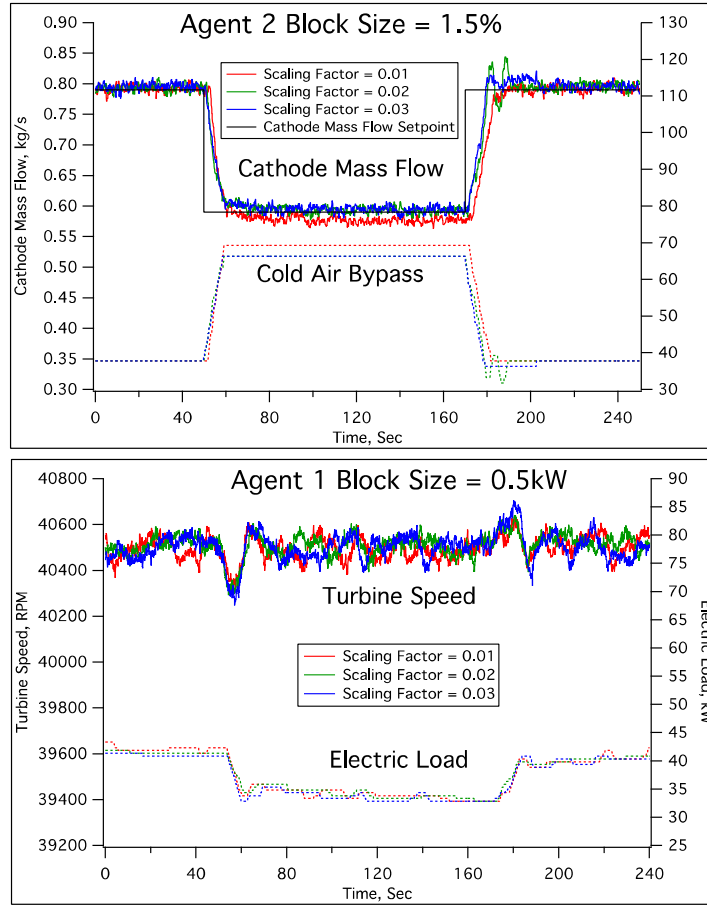 Agent 2 Block Size = 1.5%
0.90
0.85
0.80
0.75
0.70
0.65
0.60
0.55
0.50
0.45
0.40
0.35
0.30
Cathode Mass Flow, kg/s
Scaling Factor = 0.01
Scaling Factor = 0.02
Scaling Factor = 0.03
Cathode Mass Flow Setpoint
Cathode Mass Flow
Cold Air Bypass
130
120
110
100
90
80
70
60
50
40
30
0 40 80 120 160 200 240
Time, Sec
Agent 1 Block Size = 0.5kW
40800
40600
40400
40200
40000
39800
39600
39400
39200
Turbine Speed, RPM
Turbine Speed
Scaling Factor = 0.01
Scaling Factor = 0.02
Scaling Factor = 0.03
Electric Load
90
85
80
75
70
65
60
55
50
45
40
35
30
25
Electric Load, KW
0 40 80 120 160 200 240
Time, Sec